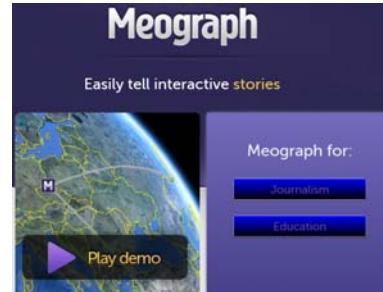 Meograph
Easily tell interactive stories
M
Play demo
Meograph for:
Journalism
Education